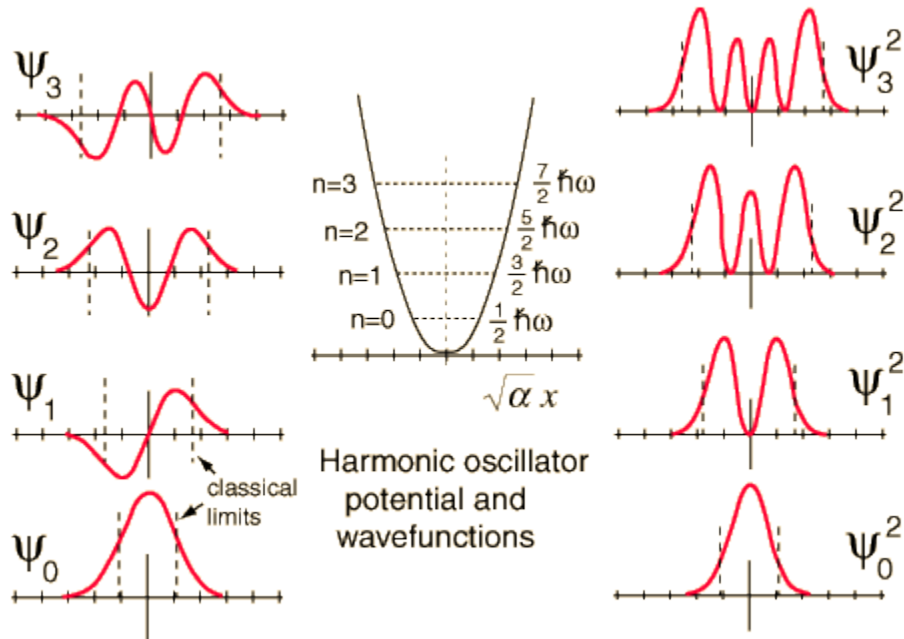 ψ₃
ψ₂
ψ₁
classical
limits
ψ₀
n=3
7/2 ħω
n=2
5/2 ħω
n=1
3/2 ħω
n=0
1/2 ħω
√α x
Harmonic oscillator
potential and
wavefunctions
ψ₃²
ψ₂²
ψ₁²
ψ₀²